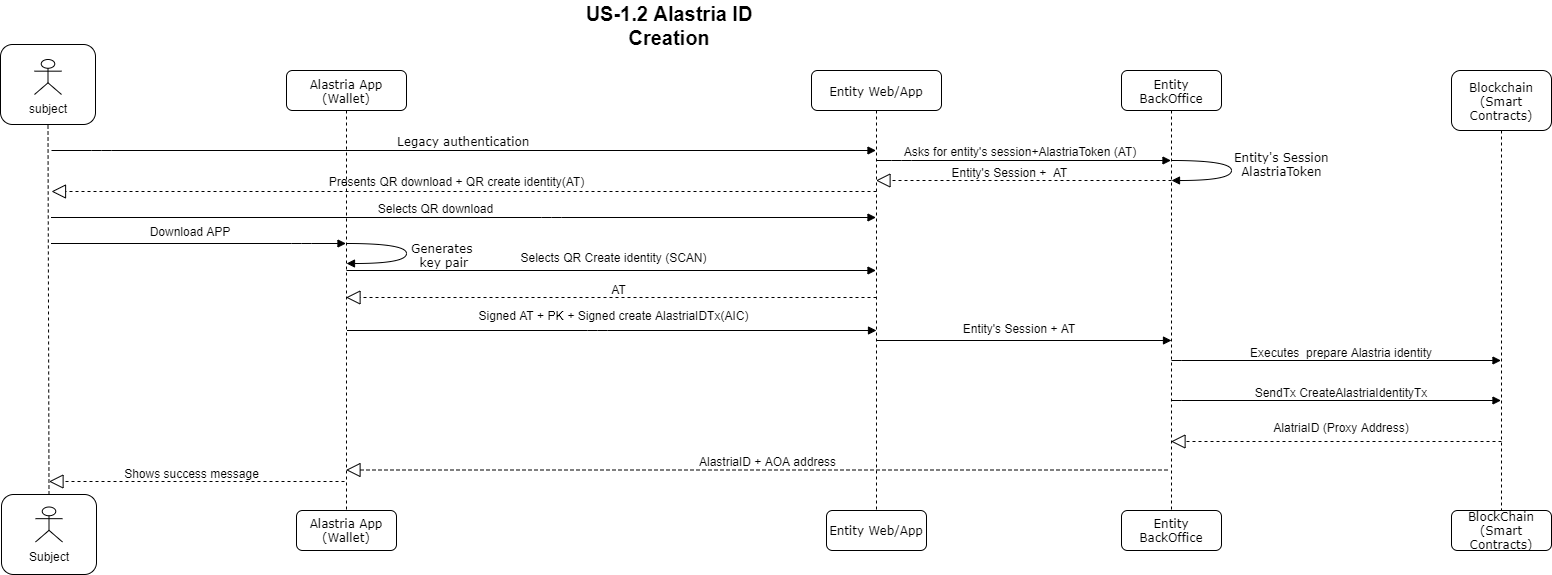 US-1.2 Alastria ID
Creation
subject
Alastria App
(Wallet)
Entity Web/App
Entity
BackOffice
Blockchain
(Smart
Contracts)
Legacy authentication
Asks for entity's session+AlastriaToken (AT)
Entity's Session
AlastriaToken
Entity's Session + AT
Presents QR download + QR create identity(AT)
Selects QR download
Download APP
Generates
key pair
Selects QR Create identity (SCAN)
AT
Signed AT + PK + Signed create AlastriaIDTx(AIC)
Entity's Session + AT
Executes prepare Alastria identity
SendTx CreateAlastriaIdentityTx
AlatriaID (Proxy Address)
AlastriaID + AOA address
Shows success message
Subject
Alastria App
(Wallet)
Entity Web/App
Entity
BackOffice
BlockChain
(Smart
Contracts)